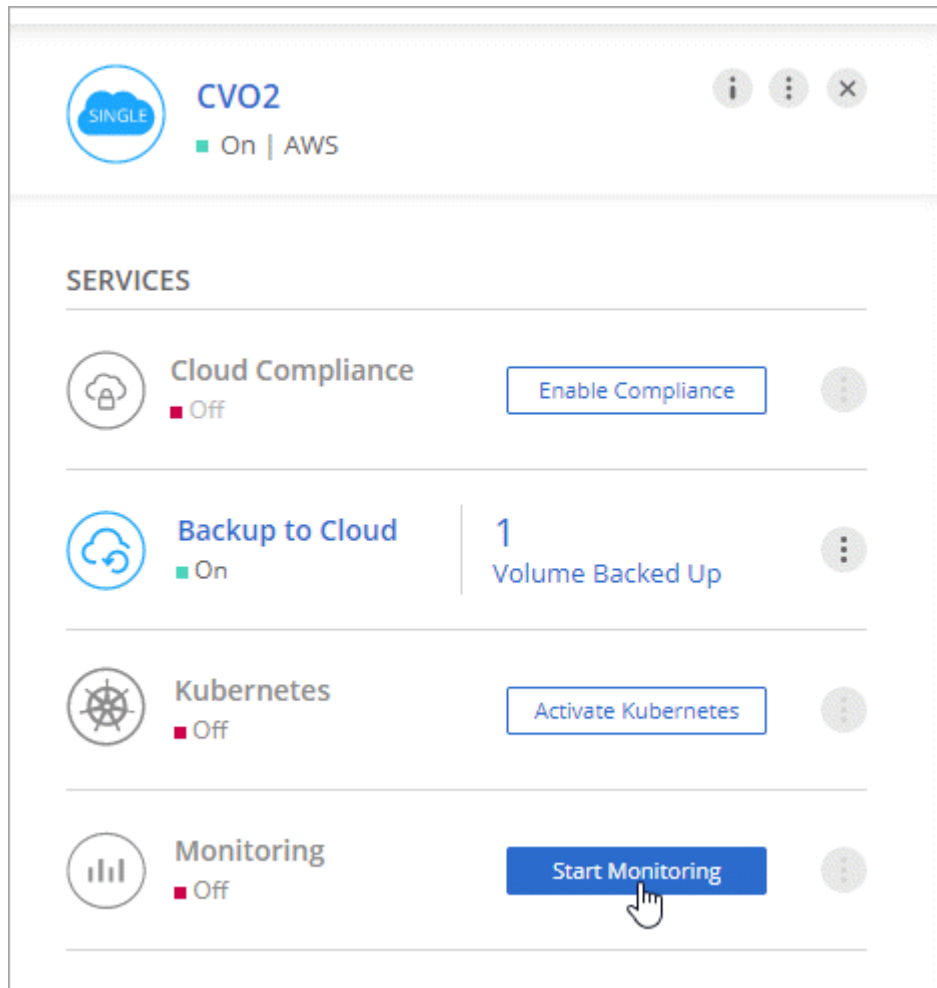 SINGLE
CVO2
On | AWS
SERVICES
Cloud Compliance
Off
Enable Compliance
Backup to Cloud
On
1
Volume Backed Up
Kubernetes
Off
Activate Kubernetes
Monitoring
Off
Start Monitoring